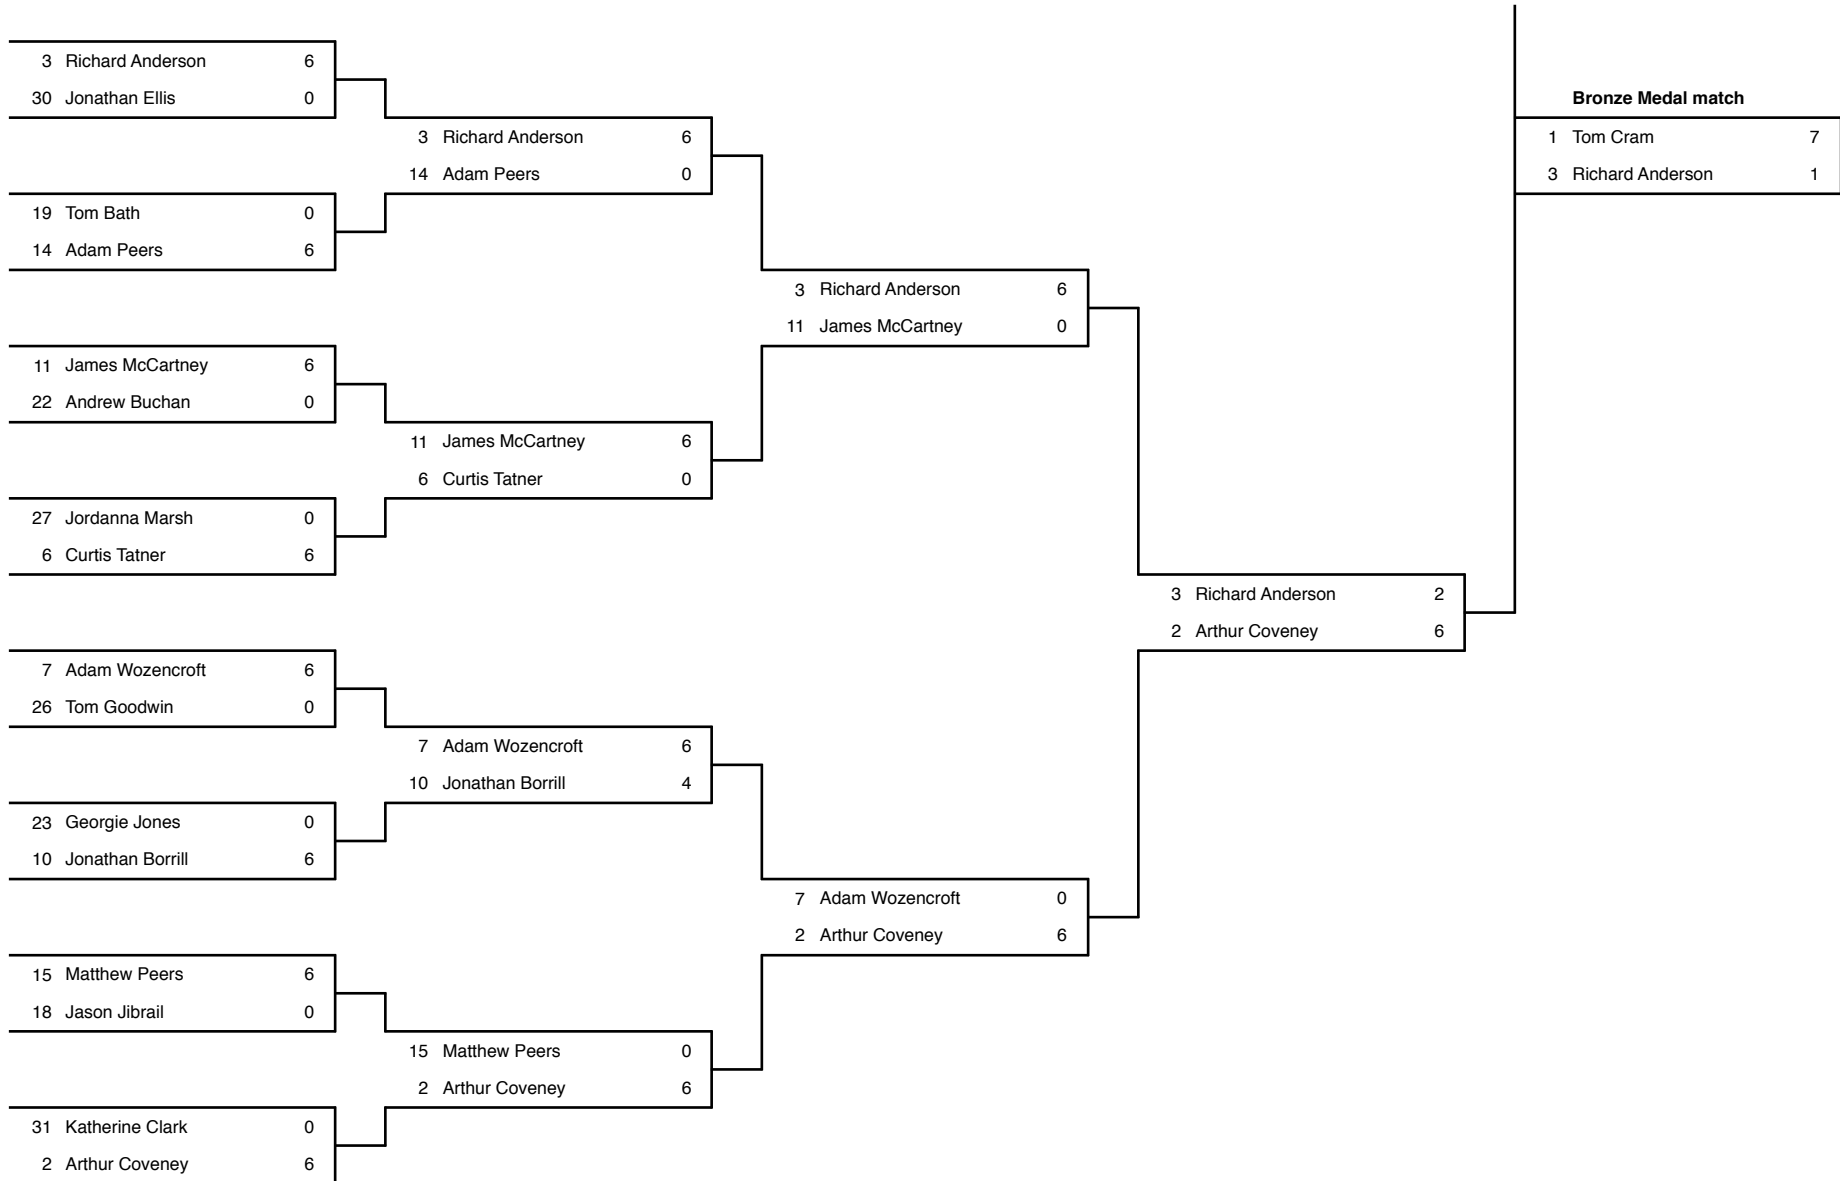 3 Richard Anderson 6
30 Jonathan Ellis 0
19 Tom Bath 0
14 Adam Peers 6
11 James McCartney 6
22 Andrew Buchan 0
27 Jordanna Marsh 0
6 Curtis Tatner 6
7 Adam Wozencroft 6
26 Tom Goodwin 0
23 Georgie Jones 0
10 Jonathan Borrill 6
15 Matthew Peers 6
18 Jason Jibrail 0
31 Katherine Clark 0
2 Arthur Coveney 6
3 Richard Anderson 6
14 Adam Peers 0
11 James McCartney 6
6 Curtis Tatner 0
7 Adam Wozencroft 6
10 Jonathan Borrill 4
15 Matthew Peers 0
2 Arthur Coveney 6
3 Richard Anderson 6
11 James McCartney 0
7 Adam Wozencroft 0
2 Arthur Coveney 6
3 Richard Anderson 2
2 Arthur Coveney 6
Bronze Medal match
1 Tom Cram 7
3 Richard Anderson 1